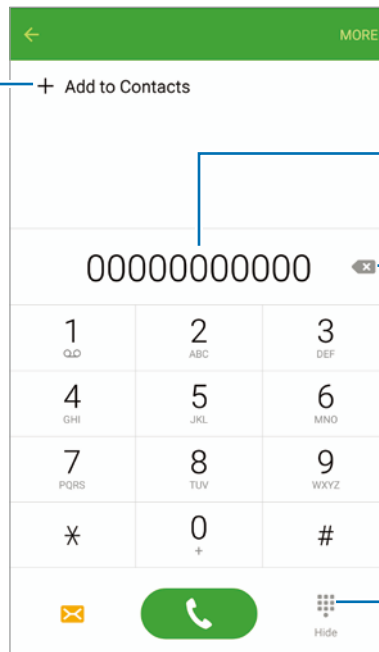 MORE
+ Add to Contacts
00000000000
1 2 3
ABC DEF
4 5 6
GHI JKL MNO
7 8 9
PQRS TUV WXYZ
* 0 #
+
Hide